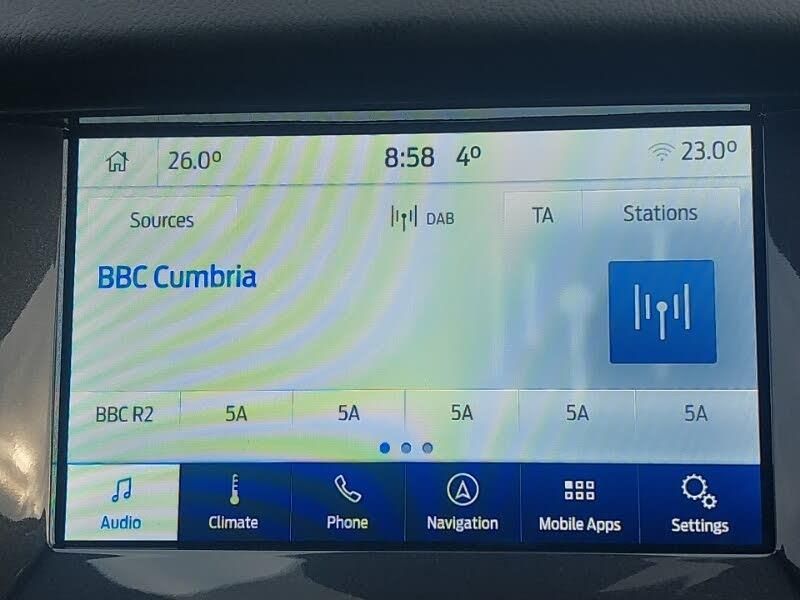 26.0° 8:58 4° 23.0°
Sources DAB TA Stations
BBC Cumbria
BBC R2 5A 5A 5A 5A 5A
Audio Climate Phone Navigation Mobile Apps Settings